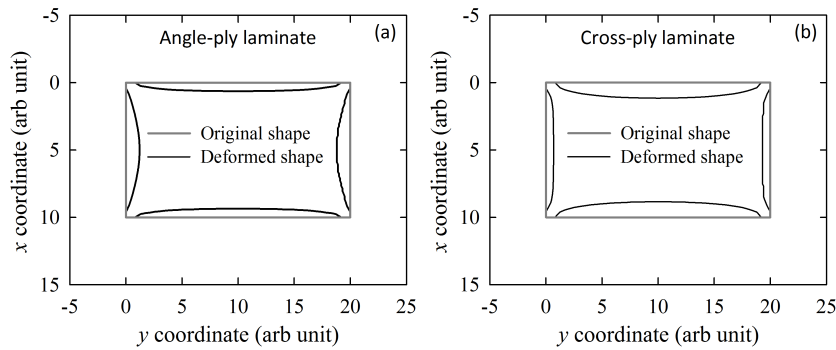 Angle-ply laminate
(a)
-5
0
5
10
15
x coordinate (arb unit)
Original shape
Deformed shape
-5 0 5 10 15 20 25
y coordinate (arb unit)
Cross-ply laminate
(b)
-5
0
5
10
15
x coordinate (arb unit)
Original shape
Deformed shape
-5 0 5 10 15 20 25
y coordinate (arb unit)